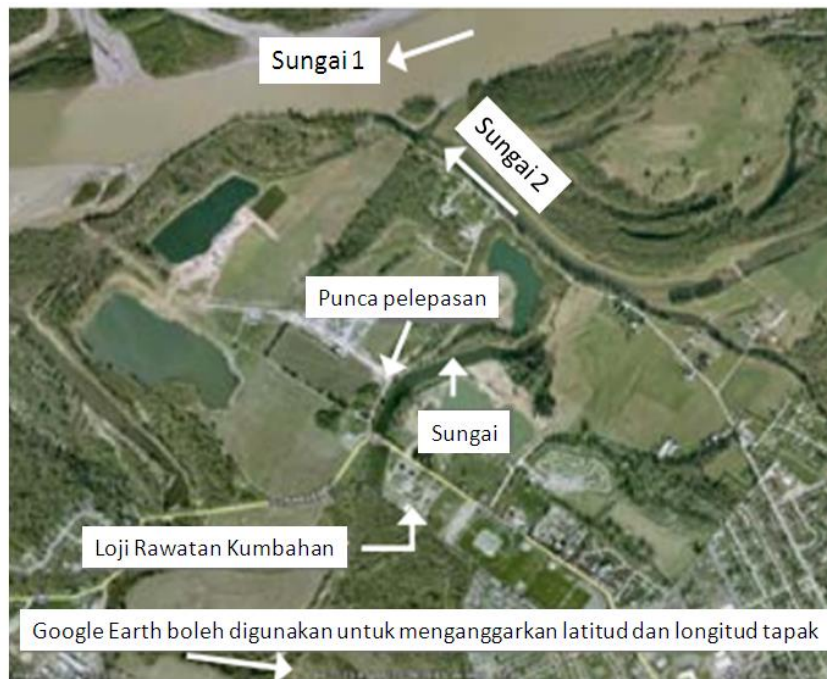 Sungai 1
Sungai 2
Punca pelepasan
Sungai
Loji Rawatan Kumbahan
Google Earth boleh digunakan untuk menganggarkan latitud dan longitud tapak